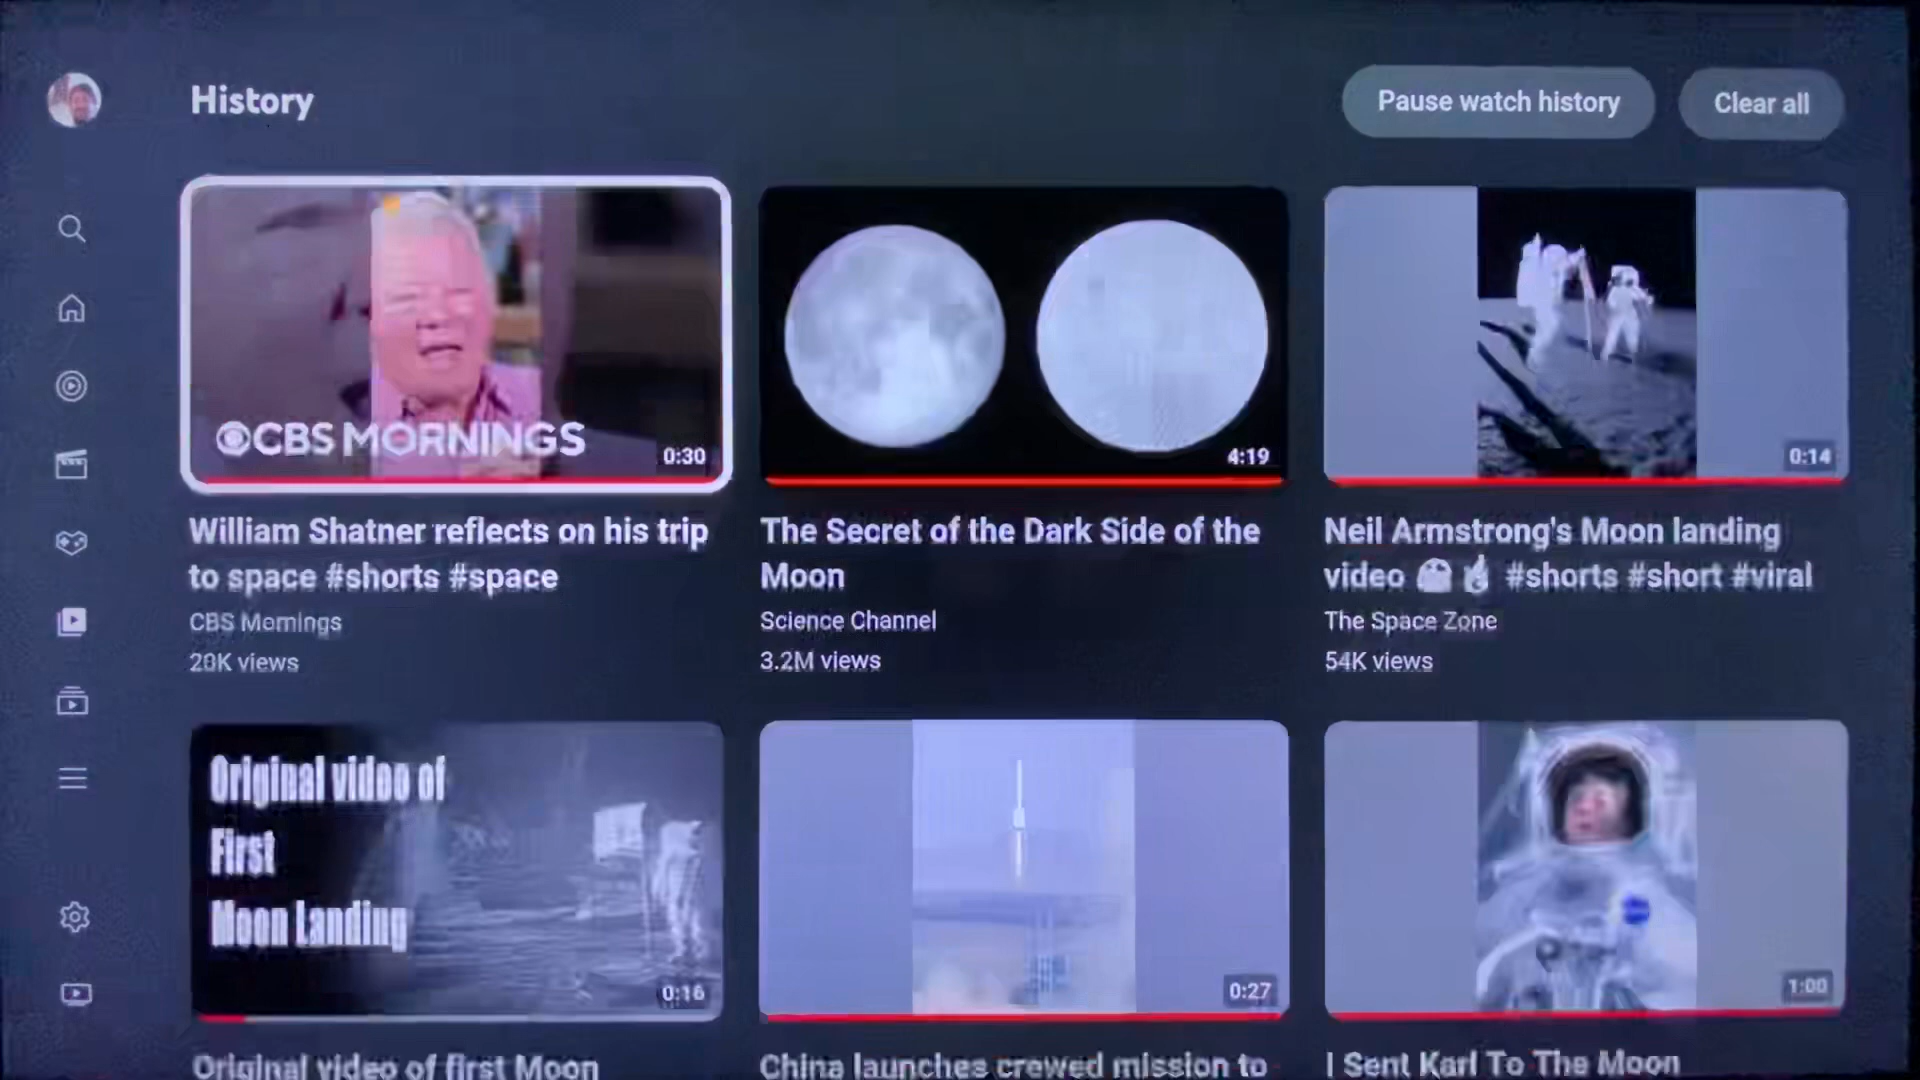 History
Pause watch history
Clear all
CBS MORNINGS
0:30
4:19
0:14
William Shatner reflects on his trip
to space #shorts #space
CBS Mornings
20K views
The Secret of the Dark Side of the
Moon
Science Channel
3.2M views
Neil Armstrong's Moon landing
video 😱 ☝ #shorts #short #viral
The Space Zone
54K views
Original video of
First
Moon Landing
0:16
0:27
1:00
Original video of first Moon
China launches crewed mission to
I Sent Karl To The Moon